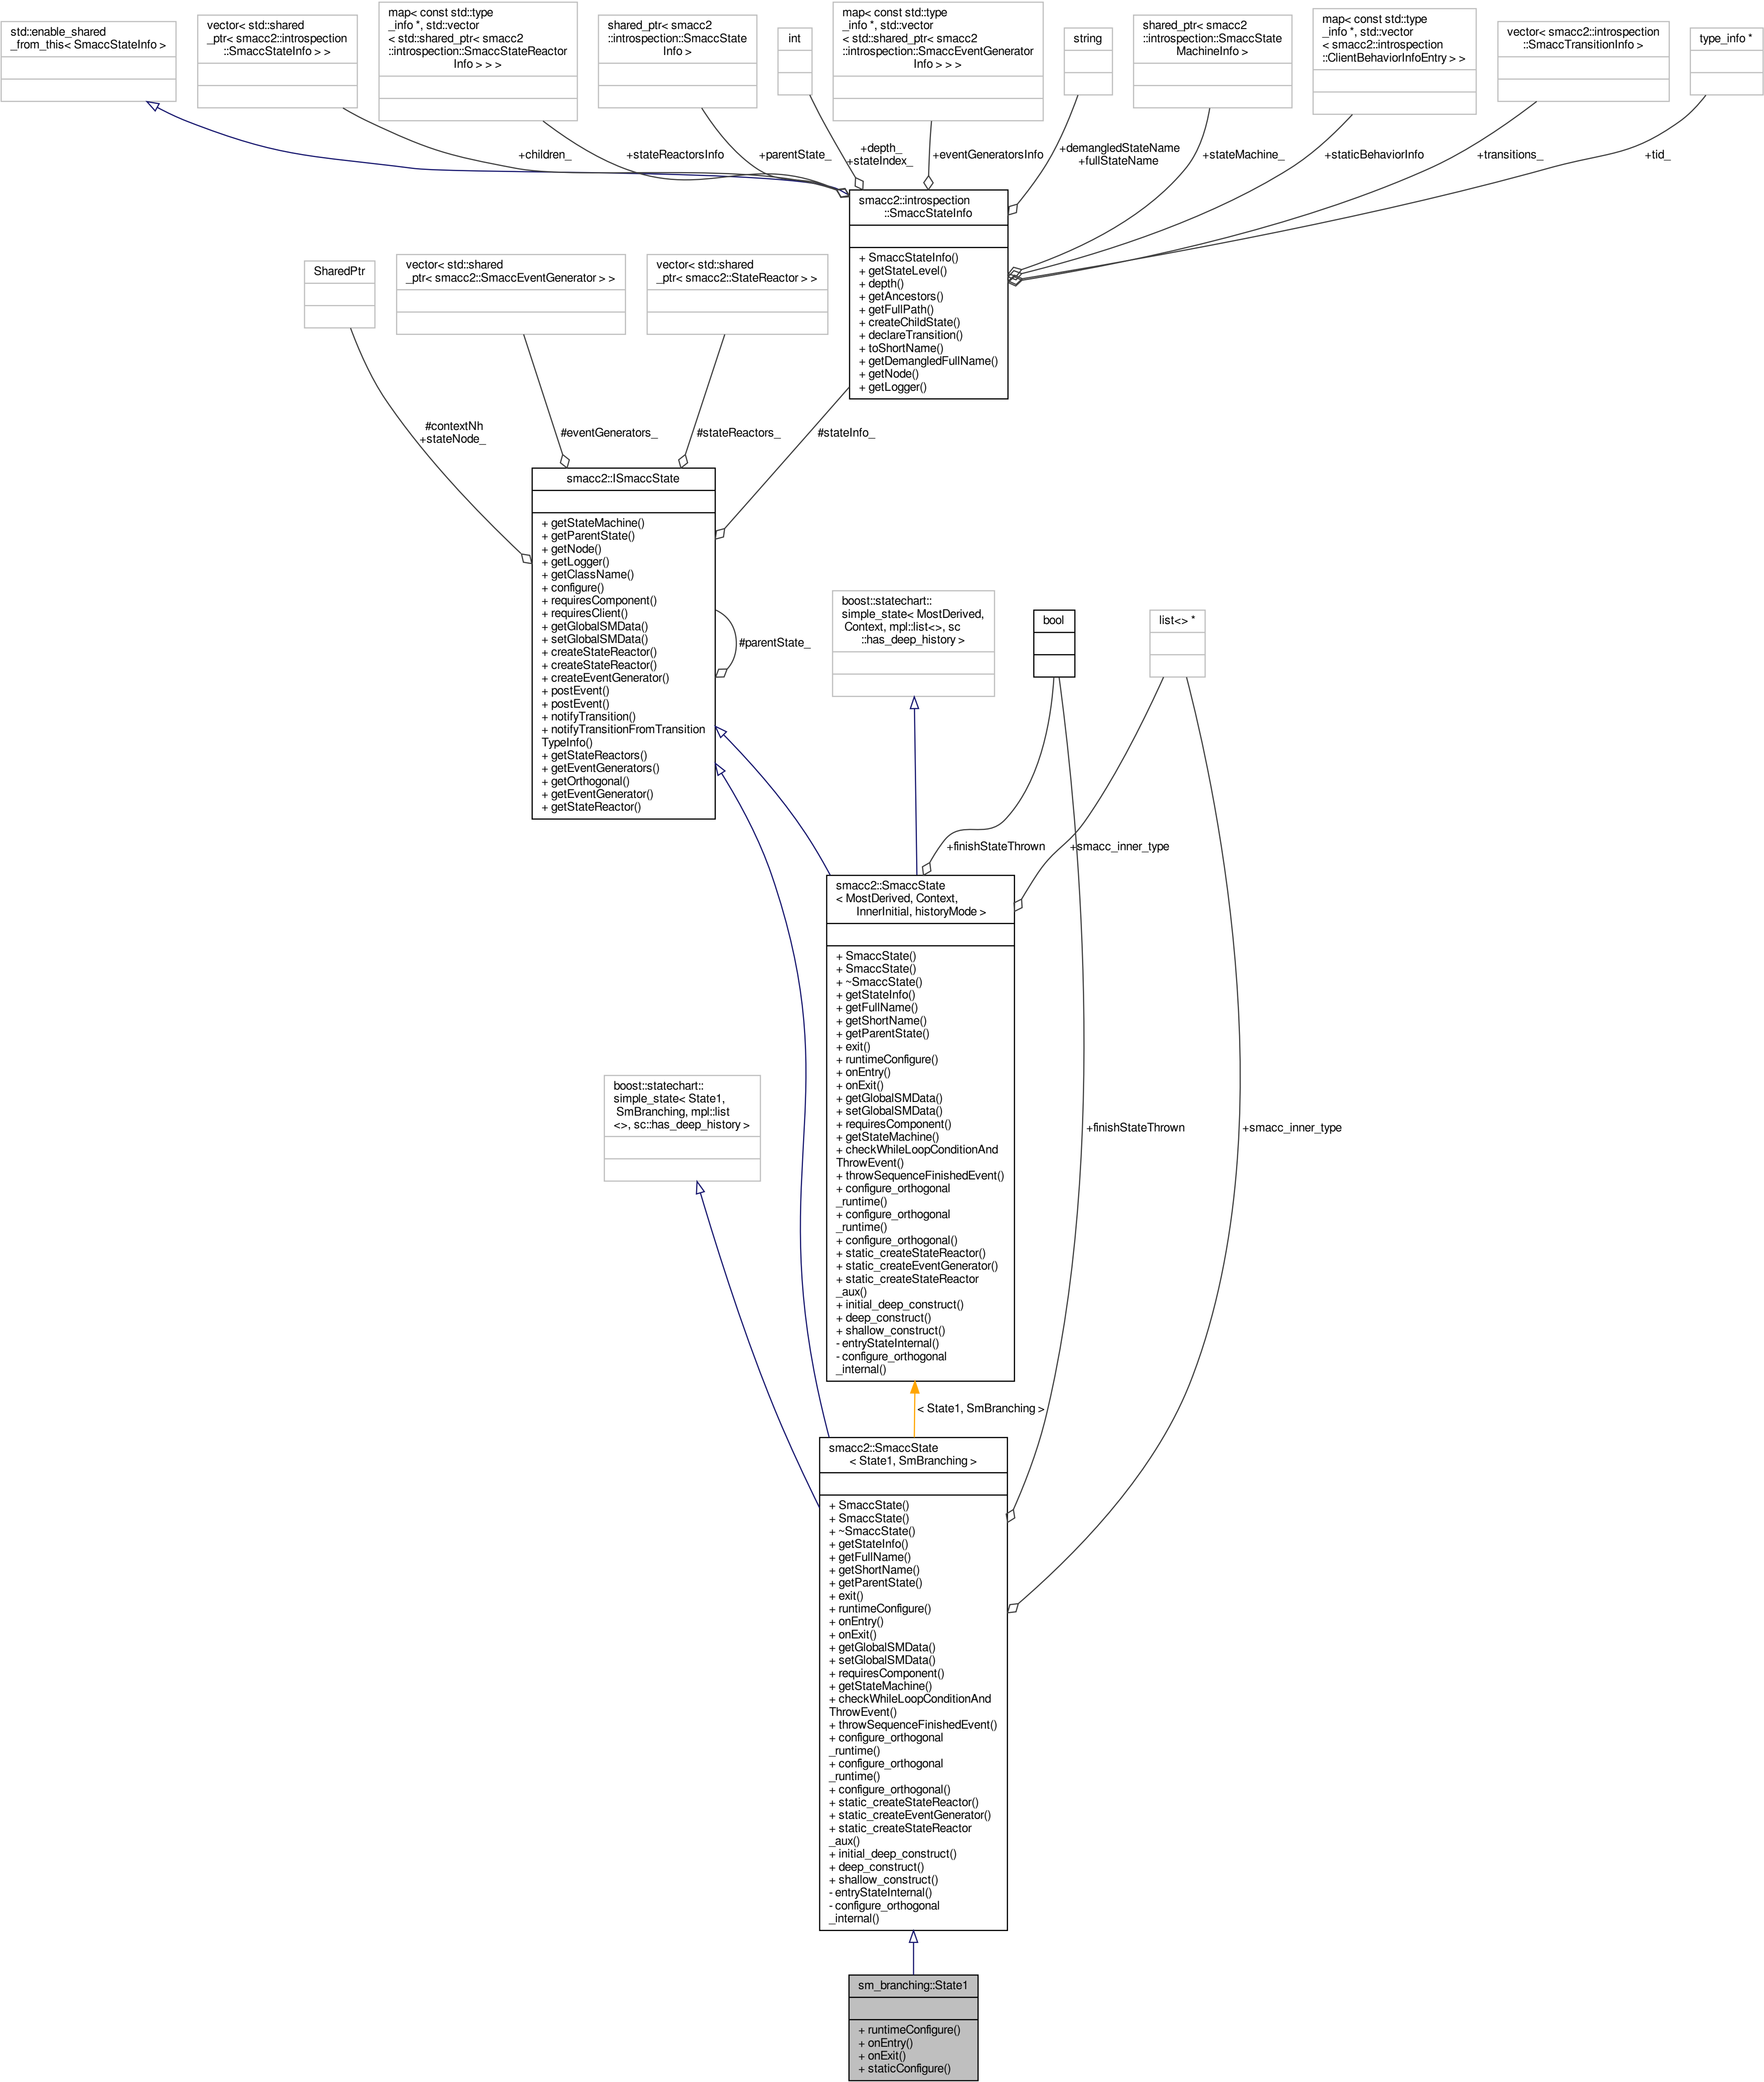 std::enable_shared
_from_this< SmaccStateInfo >
vector< std::shared
_ptr< smacc2::introspection
::SmaccStateInfo > >
map< const std::type
_info *, std::vector
< std::shared_ptr< smacc2
::introspection::SmaccStateReactor
Info > > >
shared_ptr< smacc2
::introspection::SmaccState
Info >
int
map< const std::type
_info *, std::vector
< std::shared_ptr< smacc2
::introspection::SmaccEventGenerator
Info > > >
string
shared_ptr< smacc2
::introspection::SmaccState
MachineInfo >
map< const std::type
_info *, std::vector
< smacc2::introspection
::ClientBehaviorInfoEntry > >
vector< smacc2::introspection
::SmaccTransitionInfo >
type_info *
+children_
+stateReactorsInfo
+parentState_
+depth_
+stateIndex_
+eventGeneratorsInfo
+demangledStateName
+fullStateName
+stateMachine_
+staticBehaviorInfo
+transitions_
+tid_
smacc2::introspection
::SmaccStateInfo
+ SmaccStateInfo()
+ getStateLevel()
+ depth()
+ getAncestors()
+ getFullPath()
+ createChildState()
+ declareTransition()
+ toShortName()
+ getDemangledFullName()
+ getNode()
+ getLogger()
SharedPtr
vector< std::shared
_ptr< smacc2::SmaccEventGenerator > >
vector< std::shared
_ptr< smacc2::StateReactor > >
#contextNh
+stateNode_
#eventGenerators_
#stateReactors_
#stateInfo_
smacc2::ISmaccState
+ getStateMachine()
+ getParentState()
+ getNode()
+ getLogger()
+ getClassName()
+ configure()
+ requiresComponent()
+ requiresClient()
+ getGlobalSMData()
+ setGlobalSMData()
+ createStateReactor()
+ createStateReactor()
+ createEventGenerator()
+ postEvent()
+ postEvent()
+ notifyTransition()
+ notifyTransitionFromTransition
TypeInfo()
+ getStateReactors()
+ getEventGenerators()
+ getOrthogonal()
+ getEventGenerator()
+ getStateReactor()
#parentState_
boost::statechart::
simple_state< MostDerived,
Context, mpl::list<>, sc
::has_deep_history >
bool
list<> *
+finishStateThrown
+smacc_inner_type
smacc2::SmaccState
< MostDerived, Context,
InnerInitial, historyMode >
+ SmaccState()
+ SmaccState()
+ ~SmaccState()
+ getStateInfo()
+ getFullName()
+ getShortName()
+ getParentState()
+ exit()
+ runtimeConfigure()
+ onEntry()
+ onExit()
+ getGlobalSMData()
+ setGlobalSMData()
+ requiresComponent()
+ getStateMachine()
+ checkWhileLoopConditionAnd
ThrowEvent()
+ throwSequenceFinishedEvent()
+ configure_orthogonal
_runtime()
+ configure_orthogonal
_runtime()
+ configure_orthogonal()
+ static_createStateReactor()
+ static_createEventGenerator()
+ static_createStateReactor
_aux()
+ initial_deep_construct()
+ deep_construct()
+ shallow_construct()
- entryStateInternal()
- configure_orthogonal
_internal()
boost::statechart::
simple_state< State1,
SmBranching, mpl::list
<>, sc::has_deep_history >
+finishStateThrown
+smacc_inner_type
< State1, SmBranching >
smacc2::SmaccState
< State1, SmBranching >
+ SmaccState()
+ SmaccState()
+ ~SmaccState()
+ getStateInfo()
+ getFullName()
+ getShortName()
+ getParentState()
+ exit()
+ runtimeConfigure()
+ onEntry()
+ onExit()
+ getGlobalSMData()
+ setGlobalSMData()
+ requiresComponent()
+ getStateMachine()
+ checkWhileLoopConditionAnd
ThrowEvent()
+ throwSequenceFinishedEvent()
+ configure_orthogonal
_runtime()
+ configure_orthogonal
_runtime()
+ configure_orthogonal()
+ static_createStateReactor()
+ static_createEventGenerator()
+ static_createStateReactor
_aux()
+ initial_deep_construct()
+ deep_construct()
+ shallow_construct()
- entryStateInternal()
- configure_orthogonal
_internal()
sm_branching::State1
+ runtimeConfigure()
+ onEntry()
+ onExit()
+ staticConfigure()